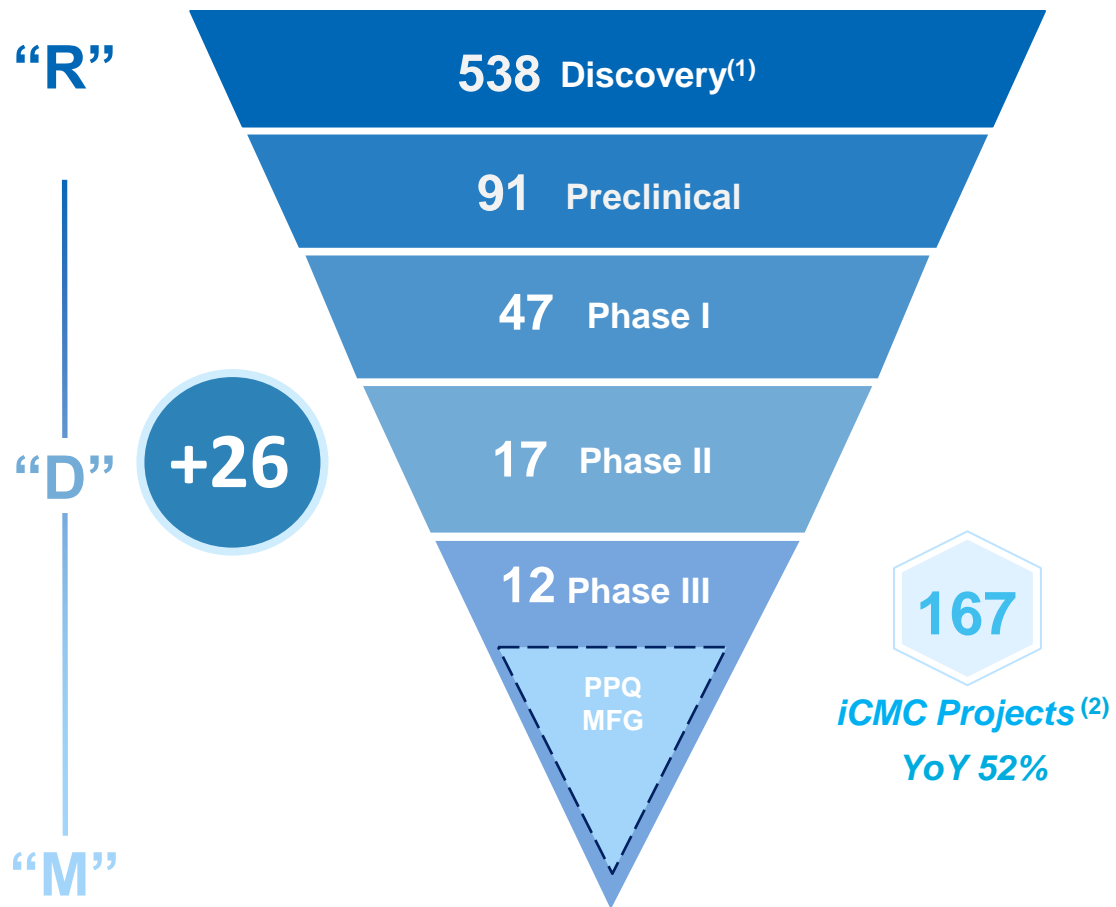 “R”
538 Discovery(1)
91 Preclinical
47 Phase I
“D”
+26
17 Phase II
12 Phase III
PPQ
MFG
167
iCMC Projects (2)
YoY 52%
“M”